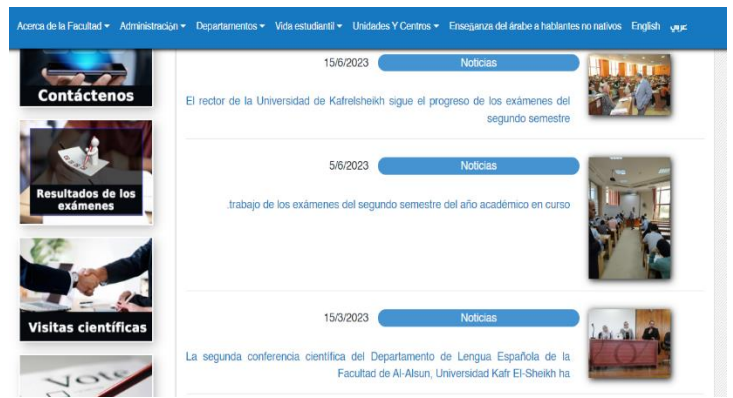 Acerca de la Facultad Administración Departamentos Vida estudiantil Unidades Y Centros Enseñanza del árabe a hablantes no nativos English عربي
Contáctenos
Resultados de los
exámenes
Visitas científicas
Vote
15/6/2023 Noticias
El rector de la Universidad de Kafrelsheikh sigue el progreso de los exámenes del
segundo semestre
5/6/2023 Noticias
.trabajo de los exámenes del segundo semestre del año académico en curso
15/3/2023 Noticias
La segunda conferencia científica del Departamento de Lengua Española de la
Facultad de Al-Alsun, Universidad Kafr El-Sheikh ha